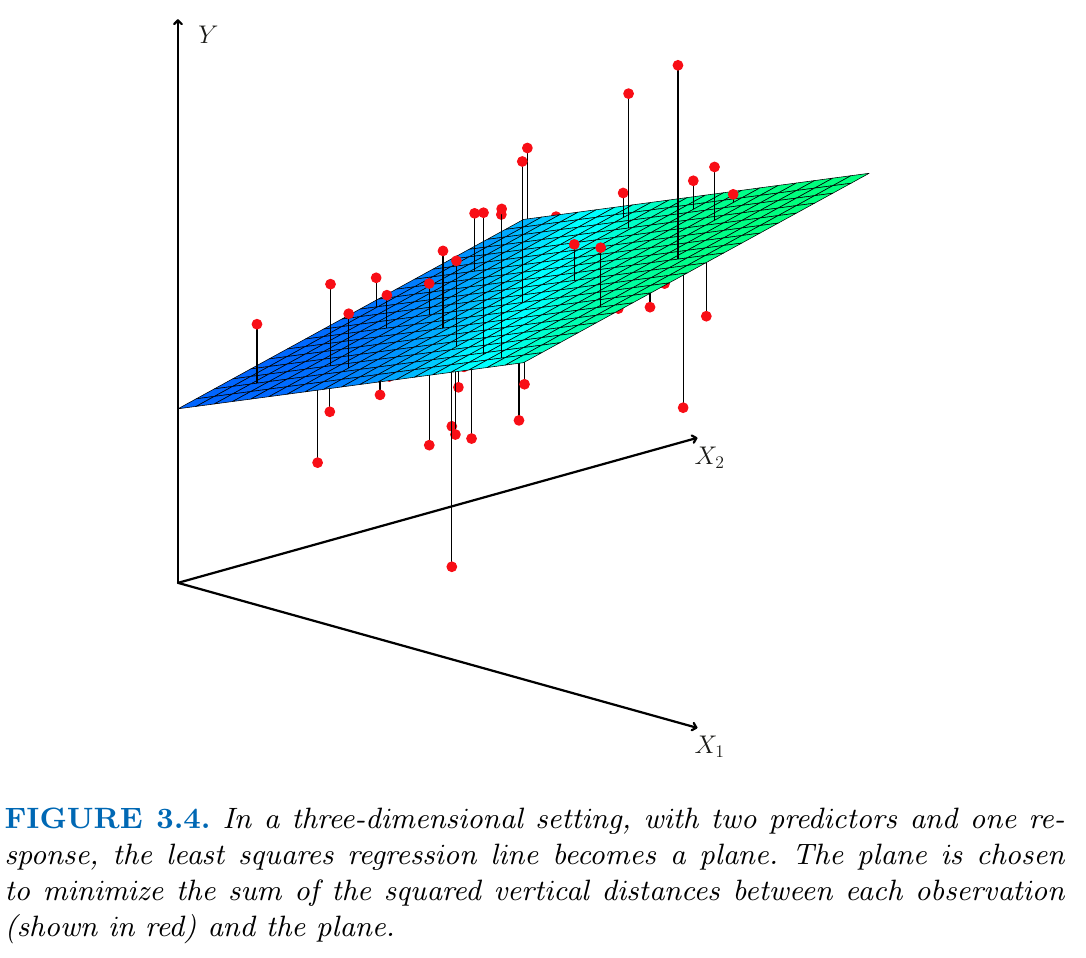 Y
X₂
X₁
FIGURE 3.4. In a three-dimensional setting, with two predictors and one re-
sponse, the least squares regression line becomes a plane. The plane is chosen
to minimize the sum of the squared vertical distances between each observation
(shown in red) and the plane.